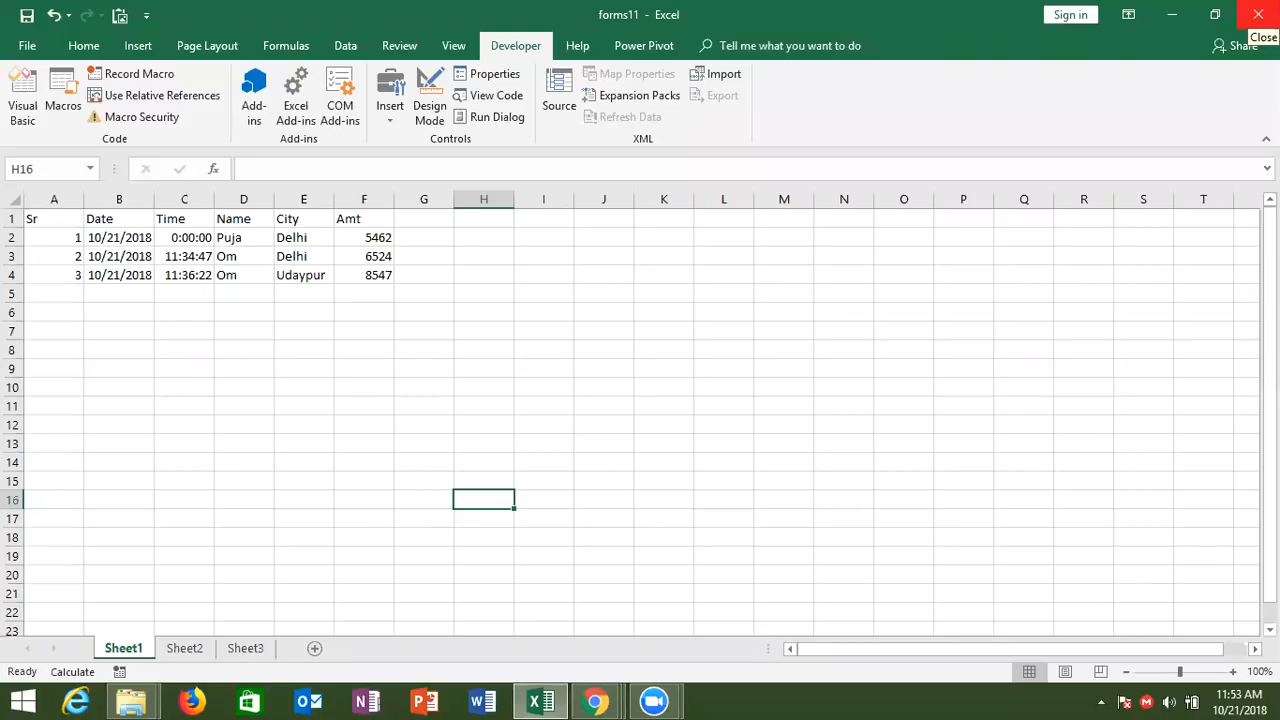 forms11 - Excel
Sign in
Close
File Home Insert Page Layout Formulas Data Review View Developer Help Power Pivot Tell me what you want to do Share
Visual Basic
Macros
Record Macro
Use Relative References
Macro Security
Code
Add-ins
Excel Add-ins
COM Add-ins
Add-ins
Insert
Design Mode
Properties
View Code
Run Dialog
Controls
Source
Map Properties
Expansion Packs
Refresh Data
Import
Export
XML
H16
fx
A B C D E F G H I J K L M N O P Q R S T
1 Sr Date Time Name City Amt
2 1 10/21/2018 0:00:00 Puja Delhi 5462
3 2 10/21/2018 11:34:47 Om Delhi 6524
4 3 10/21/2018 11:36:22 Om Udaypur 8547
5
6
7
8
9
10
11
12
13
14
15
16
17
18
19
20
21
22
23
Sheet1 Sheet2 Sheet3
Ready Calculate 100%
11:53 AM
10/21/2018